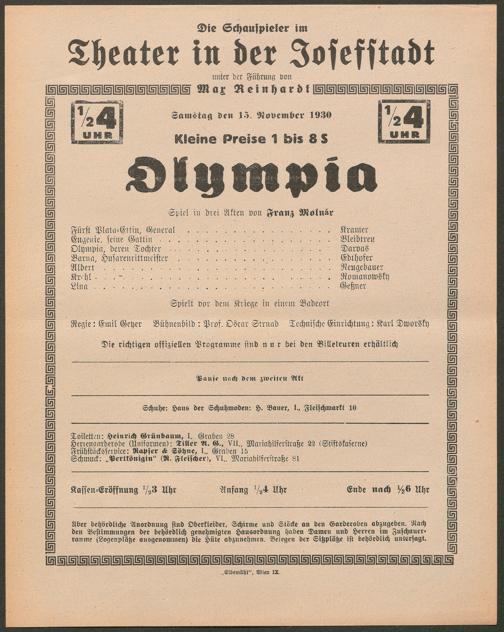 Die Schauspieler im
Theater in der Josefstadt
unter der Führung von
Max Reinhardt
1/2 4 UHR
Samstag den 15. November 1930
1/2 4 UHR
Kleine Preise 1 bis 8 S
Olympia
Spiel in drei Akten von Franz Molnár
Fürst Plata-Ettin, General . . . . . Kramer
Eugenie, seine Gattin . . . . . Bleibtreu
Olympia, deren Tochter . . . . . Darvas
Barna, Husarenrittmeister . . . . . Edthofer
Albert . . . . . Neugebauer
Krehl . . . . . Romanowsky
Lina . . . . . Geßner
Spielt vor dem Kriege in einem Badeort
Regie: Emil Geyer Bühnenbild: Prof. Oscar Strnad Technische Einrichtung: Karl Dworsky
Die richtigen offiziellen Programme sind nur bei den Billetteuren erhältlich
Pause nach dem zweiten Akt
Schuhe: Haus der Schuhmoden: H. Bauer, I., Fleischmarkt 10
Toiletten: Heinrich Grünbaum, I., Graben 28
Herrengarderobe (Uniformen): Tiller A. G., VII., Mariahilferstraße 22 (Stiftskaserne)
Frühstückservice: Rayser & Söhne, I., Graben 15
Schmuck: „Perlkönigin“ (R. Fleischer), VI., Mariahilferstraße 81
Kassen-Eröffnung 1/2 3 Uhr Anfang 1/2 4 Uhr Ende nach 1/2 6 Uhr
Über behördliche Anordnung sind Oberkleider, Schirme und Stöcke an den Garderoben abzugeben. Nach
den Bestimmungen der behördlich genehmigten Hausordnung haben Damen und Herren im Zuschauer-
raume (Logenplätze ausgenommen) die Hüte abzunehmen. Belegen der Sitzplätze ist behördlich untersagt.
„Elbemühl“, Wien IX.